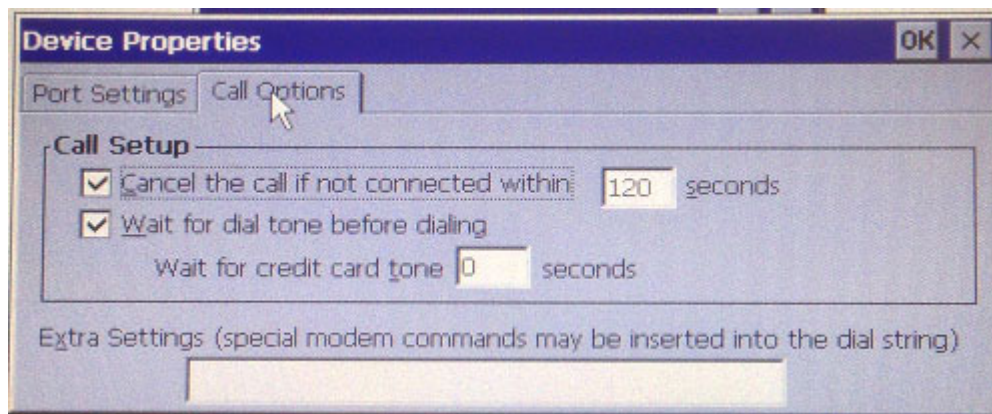 Device Properties OK ×
Port Settings Call Options
Call Setup
Cancel the call if not connected within 120 seconds
Wait for dial tone before dialing
Wait for credit card tone 0 seconds
Extra Settings (special modem commands may be inserted into the dial string)